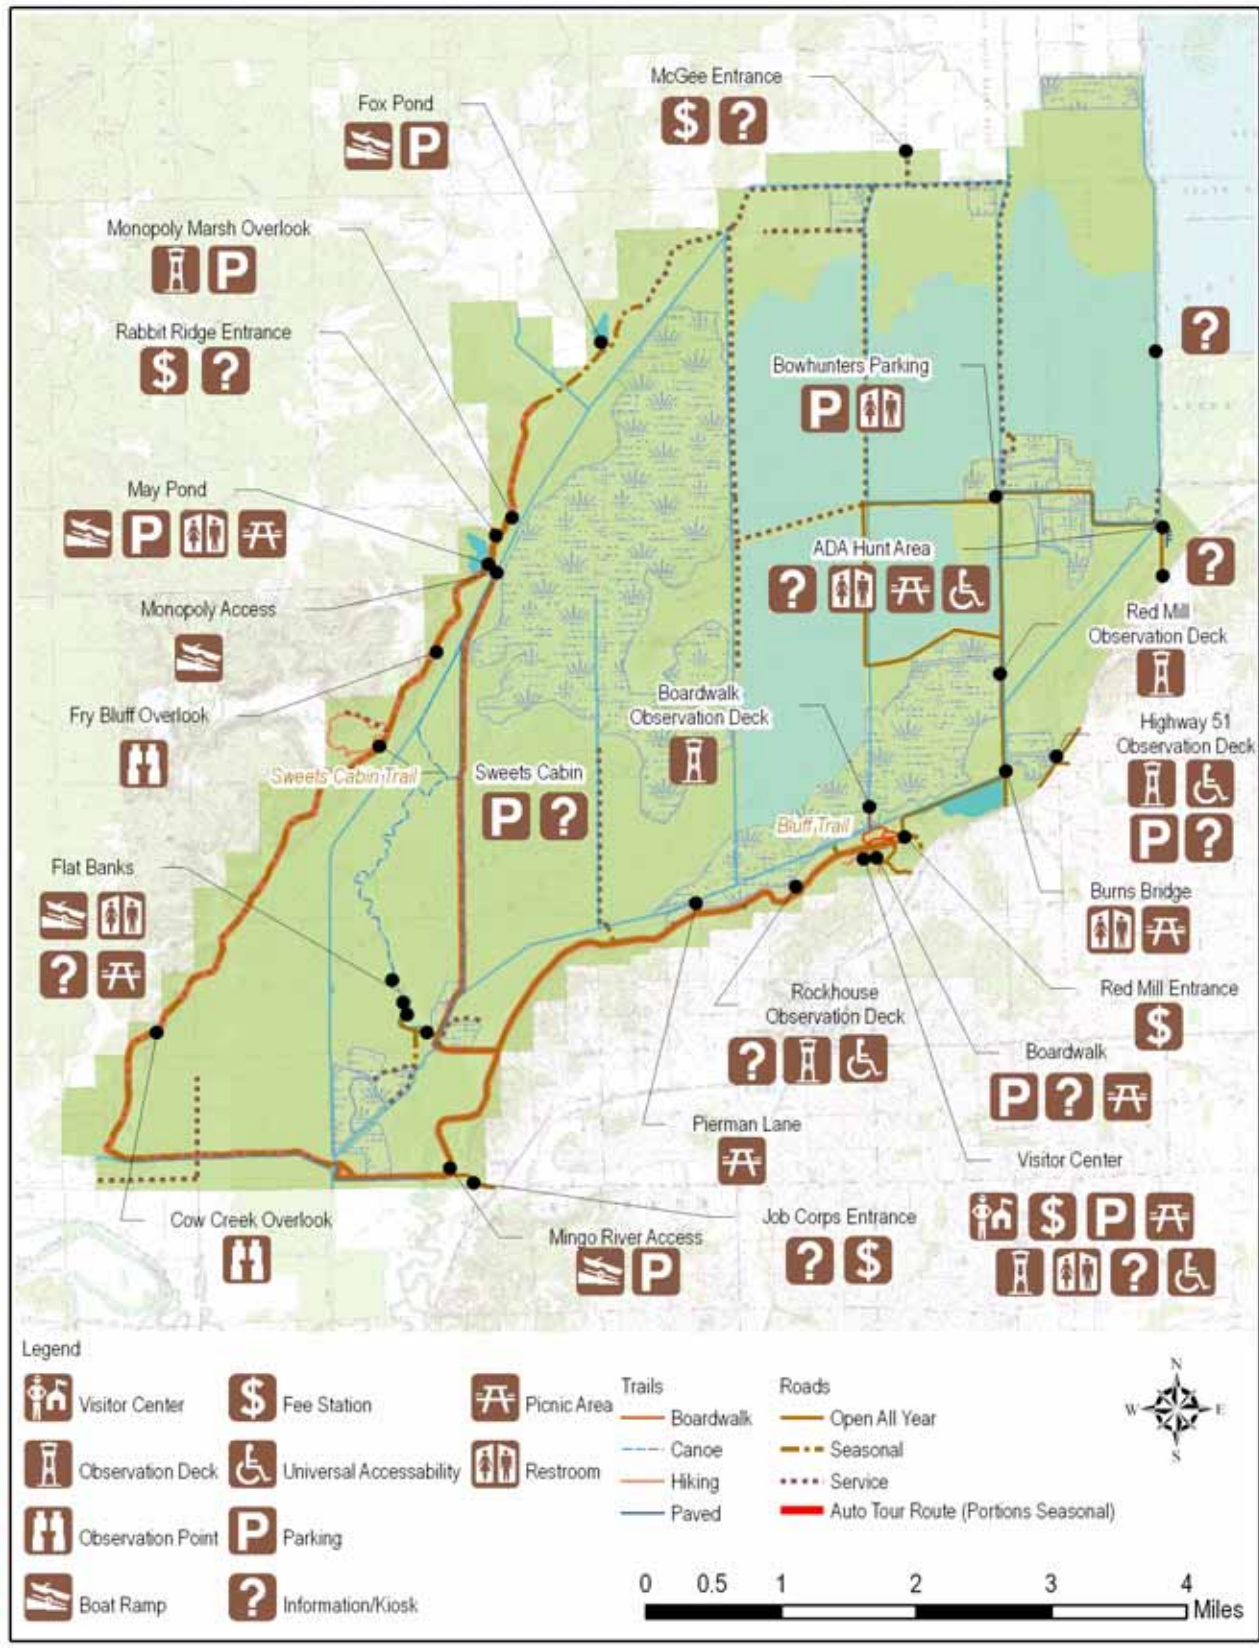 McGee Entrance
$ ?
Fox Pond
P
Monopoly Marsh Overlook
P
Rabbit Ridge Entrance
$ ?
?
Bowhunters Parking
P
May Pond
P
ADA Hunt Area
?
?
Monopoly Access
Red Mill
Observation Deck
Fry Bluff Overlook
Boardwalk
Observation Deck
Highway 51
Observation Deck
P ?
Sweets Cabin Trail
Sweets Cabin
P ?
Bluff Trail
Flat Banks
?
Burns Bridge
Rockhouse
Observation Deck
?
Red Mill Entrance
$
Boardwalk
P ?
Pierman Lane
Visitor Center
$ P
?
Cow Creek Overlook
Mingo River Access
P
Job Corps Entrance
? $
Legend
Visitor Center
$ Fee Station
Picnic Area
Observation Deck
Universal Accessability
Restroom
Observation Point
P Parking
Boat Ramp
? Information/Kiosk
Trails
Boardwalk
Canoe
Hiking
Paved
Roads
Open All Year
Seasonal
Service
Auto Tour Route (Portions Seasonal)
N
W E
S
0 0.5 1 2 3 4
Miles